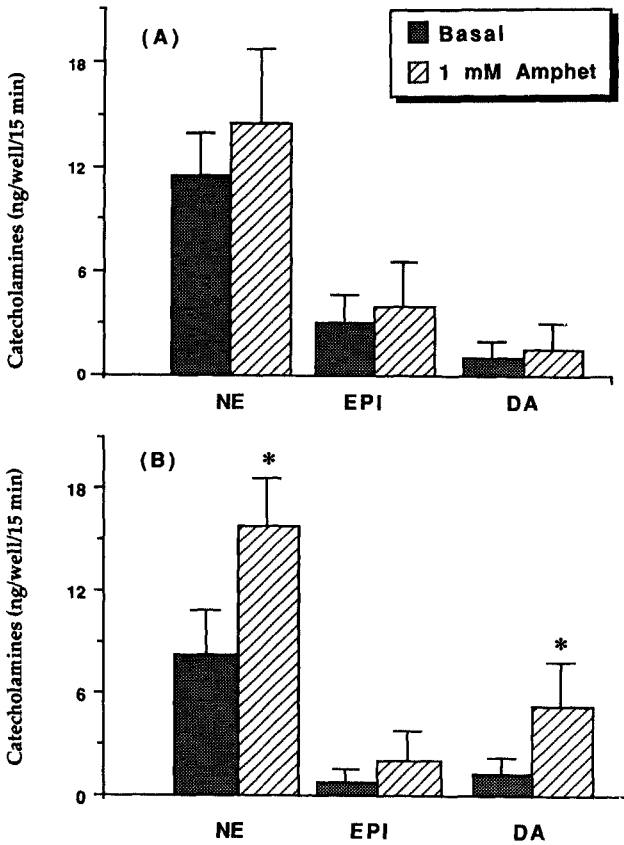 (A)
Basal
1 mM Amphet
Catecholamines (ng/well/15 min)
18
12
6
0
NE EPI DA
(B)
*
*
Catecholamines (ng/well/15 min)
18
12
6
0
NE EPI DA